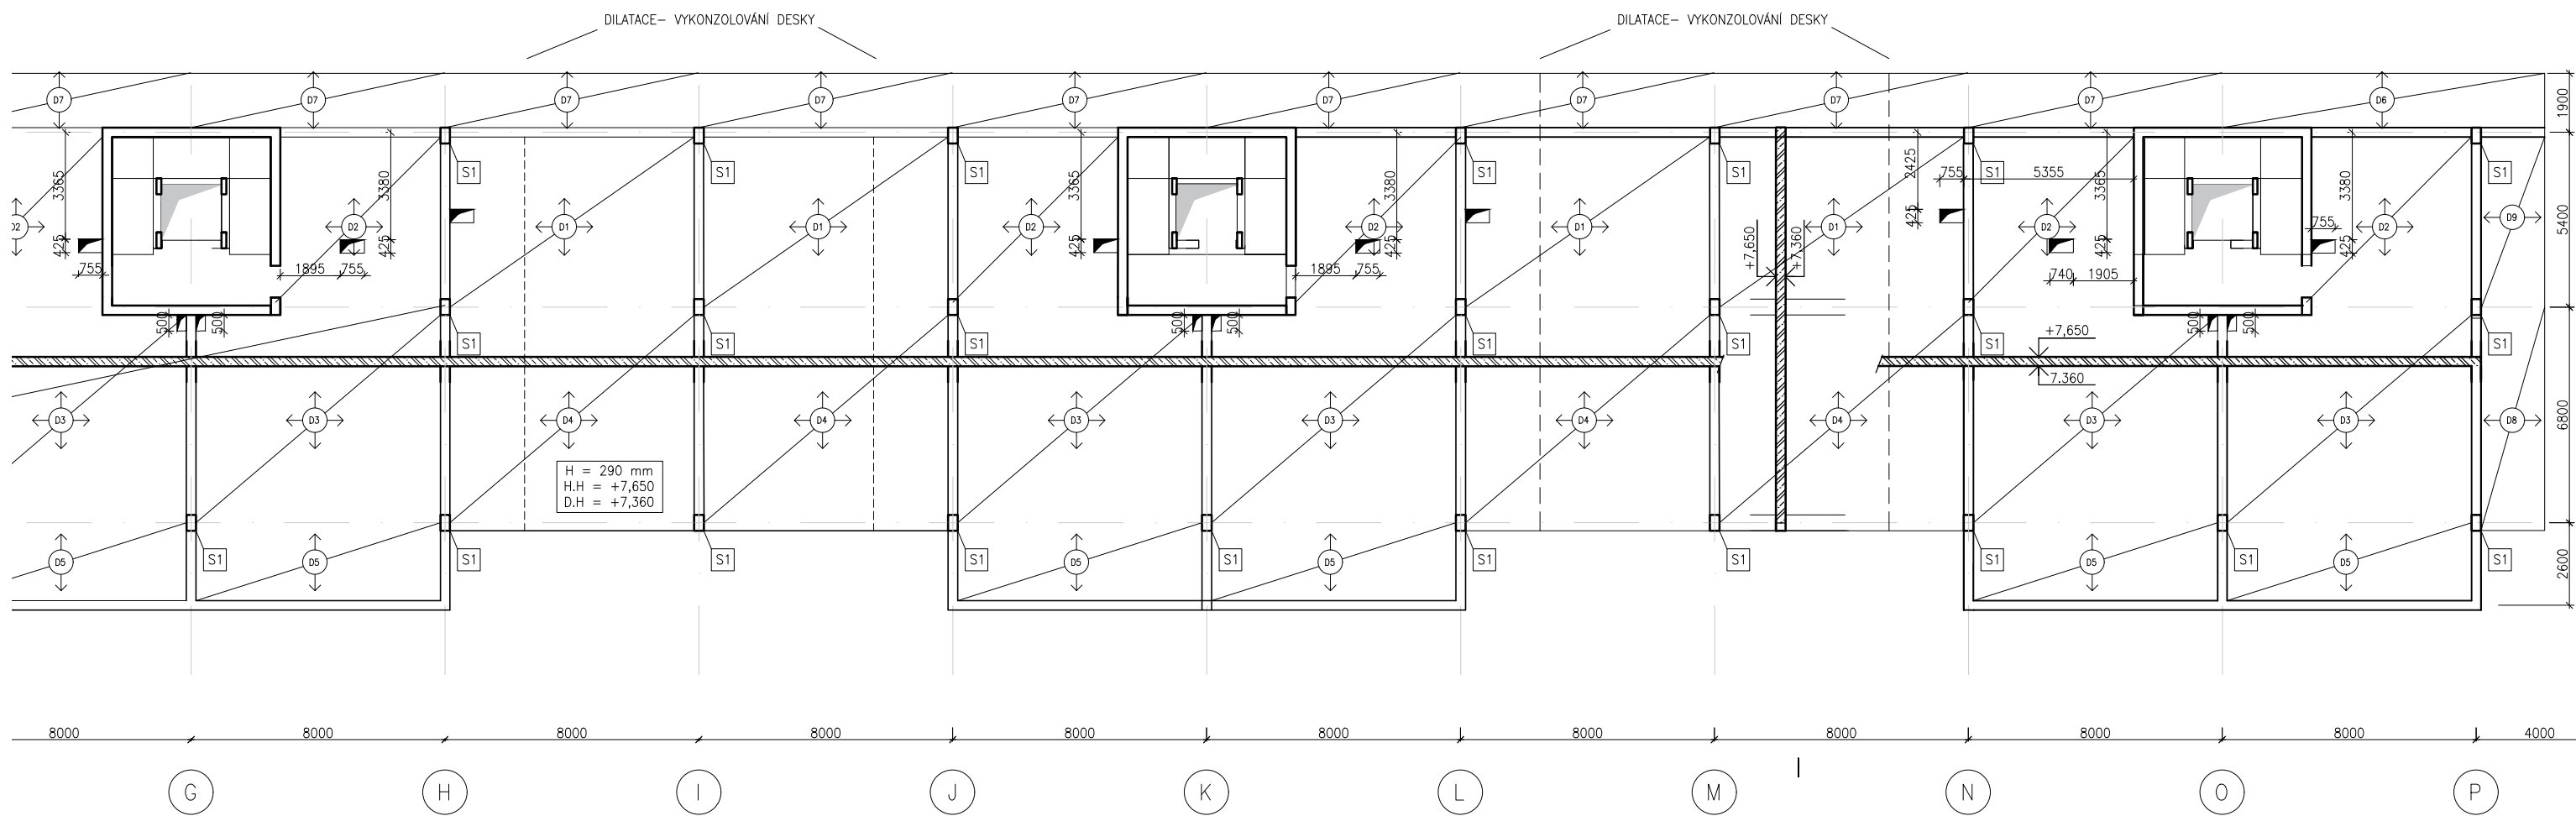 DILATACE– VYKONZOLOVÁNÍ DESKY
DILATACE– VYKONZOLOVÁNÍ DESKY
D7
D7
D7
D7
D7
D7
D7
D7
D7
D6
1900
3365
3380
S1
S1
S1
3365
3380
S1
S1
2425
755
S1
5355
3365
3380
S1
D2
D2
D1
D1
D2
D2
D1
D1
D2
D2
D9
5400
425
425
425
425
425
425
425
755
+7,650
+7,360
755
1895
755
1895
755
740
1905
500
500
500
500
500
500
S1
S1
S1
S1
S1
S1
S1
+7,650
7.360
D3
D3
D4
D4
D3
D3
D4
D4
D3
D3
D8
6800
H = 290 mm
H.H = +7,650
D.H = +7,360
S1
S1
S1
S1
S1
S1
S1
S1
S1
S1
D5
D5
D5
D5
D5
D5
2600
8000
8000
8000
8000
8000
8000
8000
8000
8000
8000
4000
G
H
I
J
K
L
M
N
O
P